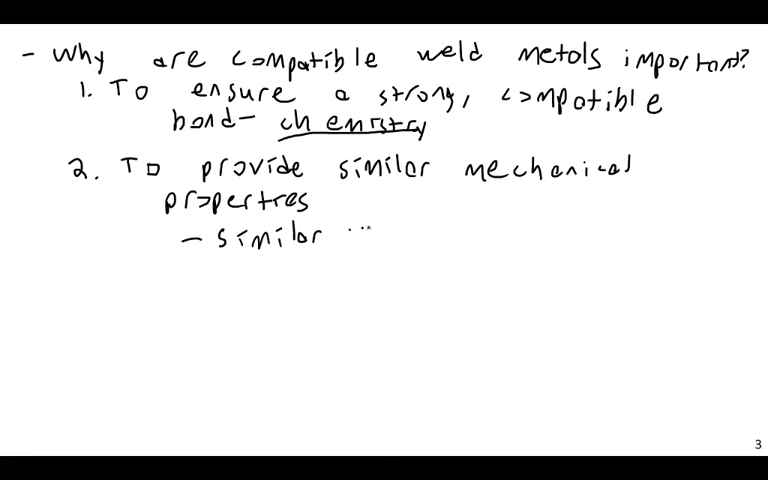 - Why are compatible weld metals important?
1. To ensure a strong, compatible
bond - chemistry
2. To provide similar mechanical
properties
- similar ...
3